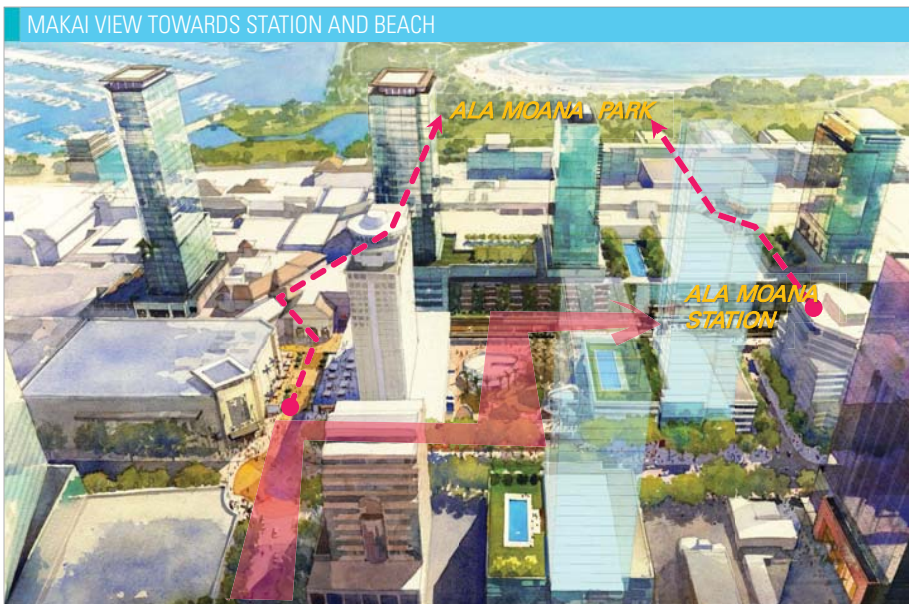 MAKAI VIEW TOWARDS STATION AND BEACH
ALA MOANA PARK
ALA MOANA
STATION